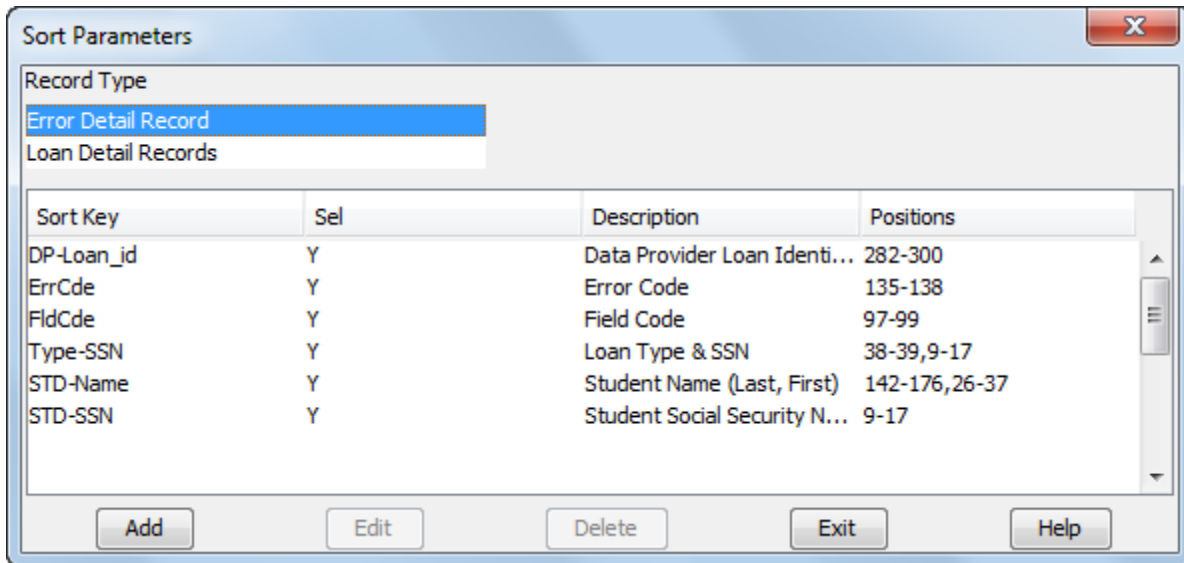 Sort Parameters
Record Type
Error Detail Record
Loan Detail Records
Sort Key Sel Description Positions
DP-Loan_id Y Data Provider Loan Identi... 282-300
ErrCde Y Error Code 135-138
FldCde Y Field Code 97-99
Type-SSN Y Loan Type & SSN 38-39,9-17
STD-Name Y Student Name (Last, First) 142-176,26-37
STD-SSN Y Student Social Security N... 9-17
Add Edit Delete Exit Help